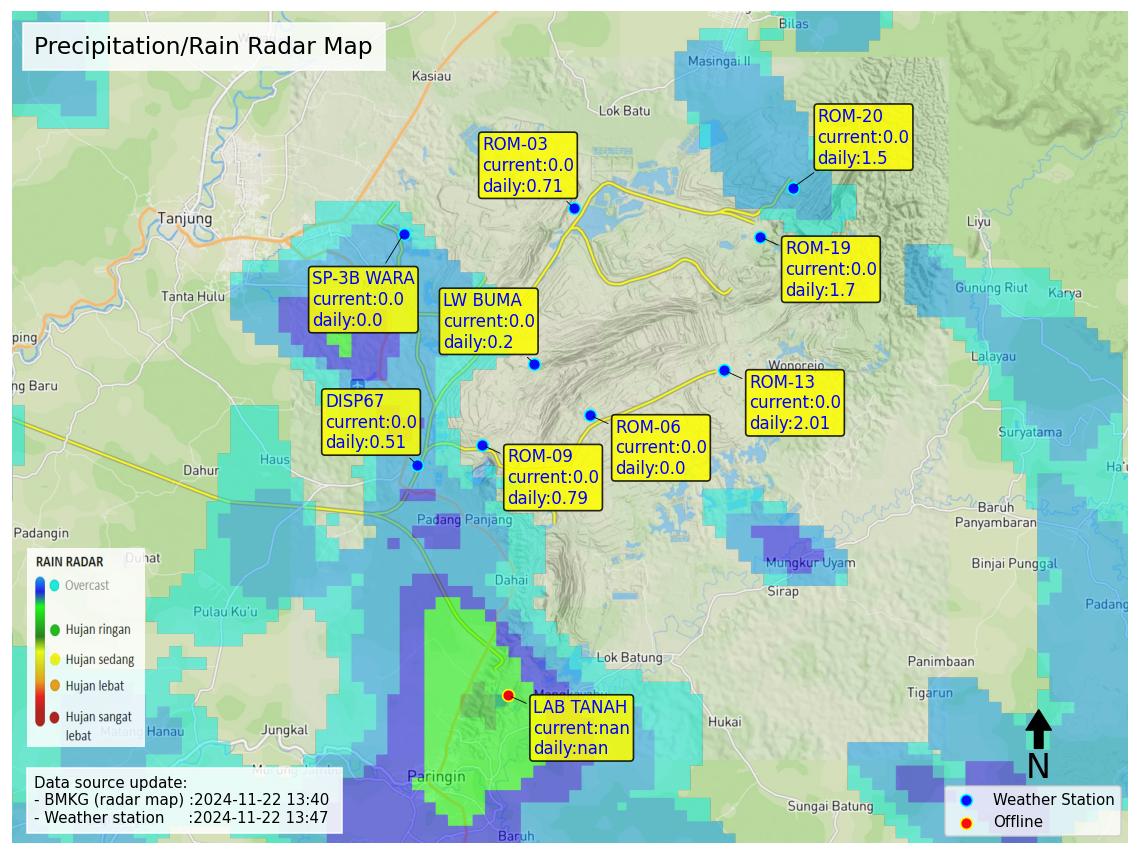 Precipitation/Rain Radar Map
Bilas
Masingai II
Kasiau
Lok Batu
ROM-20
current:0.0
daily:1.5
ROM-03
current:0.0
daily:0.71
Tanjung
Liyu
ROM-19
current:0.0
daily:1.7
SP-3B WARA
current:0.0
daily:0.0
Tanta Hulu
LW BUMA
current:0.0
daily:0.2
Gunung Riut
Karya
ping
Lalayau
ng Baru
Wonorejo
ROM-13
current:0.0
daily:2.01
DISP67
current:0.0
daily:0.51
ROM-06
current:0.0
daily:0.0
Suryatama
Haus
Dahur
ROM-09
current:0.0
daily:0.79
Ha'u
Baruh
Panyambaran
Padang Panjang
Padangin
Duhat
Mungkur Uyam
Binjai Punggal
Dahai
Sirap
Padang
RAIN RADAR
Overcast
Hujan ringan
Hujan sedang
Hujan lebat
Hujan sangat
lebat
Pulau Ku'u
Lok Batung
Panimbaan
Tigarun
LAB TANAH
current:nan
daily:nan
Hukai
Matang Hanau
Jungkal
Paringin
N
Data source update:
- BMKG (radar map) :2024-11-22 13:40
- Weather station :2024-11-22 13:47
Sungai Batung
Baruh
Weather Station
Offline